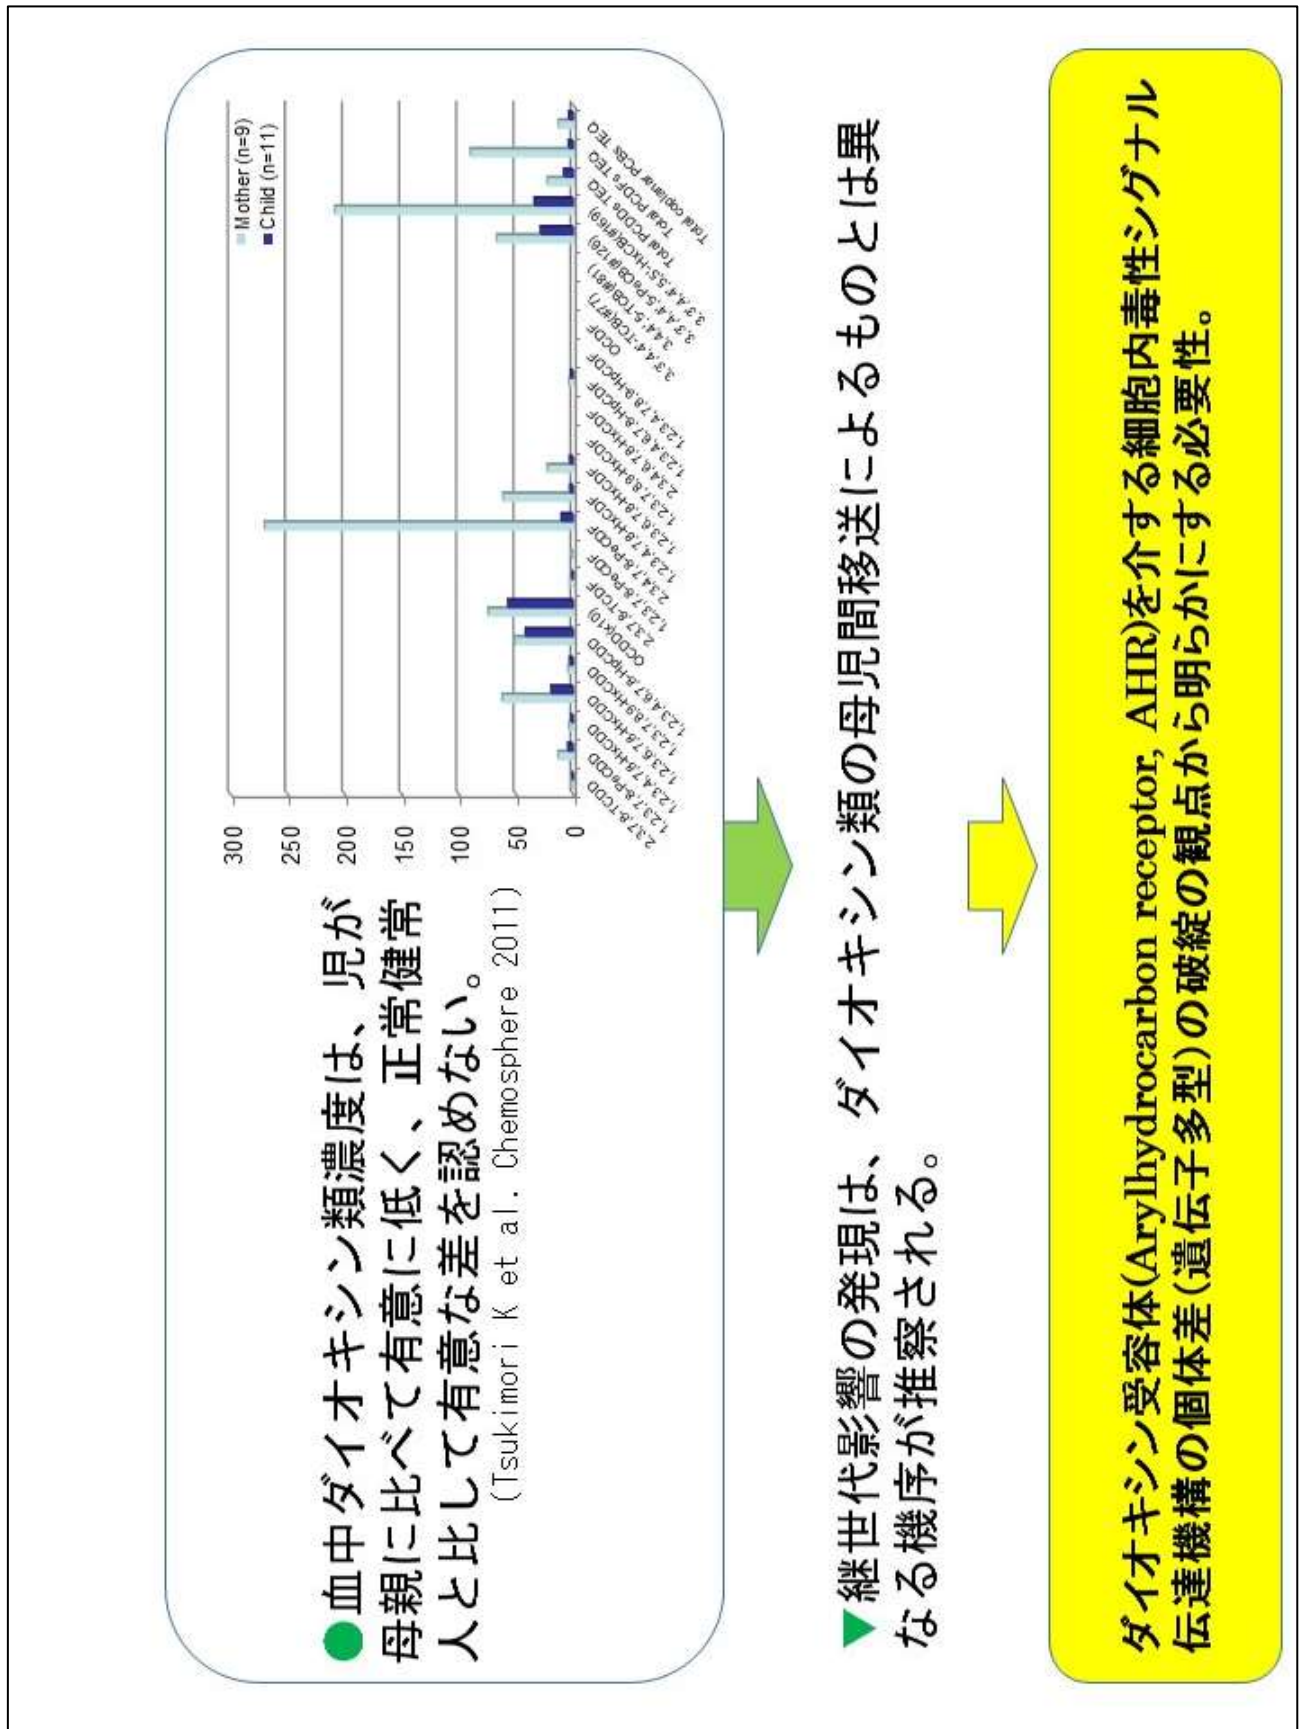 ●血中ダイオキシン類濃度は、児が
母親に比べて有意に低く、正常健常
人と比して有意な差を認めない。
(Tsukimori K et al. Chemosphere 2011)
300
250
200
150
100
50
0
Mother (n=9)
Child (n=11)
2,3,7,8-TCDD
1,2,3,7,8-PeCDD
1,2,3,4,7,8-HxCDD
1,2,3,6,7,8-HxCDD
1,2,3,7,8,9-HxCDD
1,2,3,4,6,7,8-HpCDD
OCDD(x10)
2,3,7,8-TCDF
1,2,3,7,8-PeCDF
2,3,4,7,8-PeCDF
1,2,3,4,7,8-HxCDF
1,2,3,6,7,8-HxCDF
1,2,3,7,8,9-HxCDF
2,3,4,6,7,8-HxCDF
1,2,3,4,6,7,8-HpCDF
1,2,3,4,7,8,9-HpCDF
OCDF
3,3',4,4'-TCB(#77)
3,4,4',5-TCB(#81)
3,3',4,4',5-PeCB(#126)
3,3',4,4',5,5'-HxCB(#169)
Total PCDDs TEQ
Total PCDFs TEQ
Total coplanar PCBs TEQ
▼継世代影響の発現は、ダイオキシン類の母児間移送によるものとは異
なる機序が推察される。
ダイオキシン受容体(Arylhydrocarbon receptor, AHR)を介する細胞内毒性シグナル
伝達機構の個体差(遺伝子多型)の破綻の観点から明らかにする必要性。